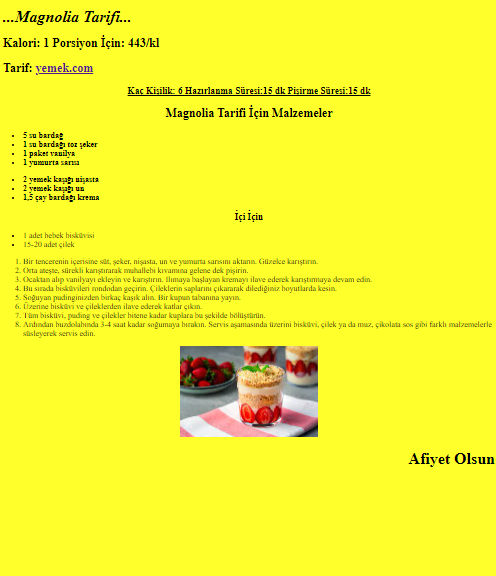 ...Magnolia Tarifi...
Kalori: 1 Porsiyon İçin: 443/kl
Tarif: yemek.com
Kaç Kişilik: 6 Hazırlanma Süresi:15 dk Pişirme Süresi:15 dk
Magnolia Tarifi İçin Malzemeler
5 su bardağ
1 su bardağı toz şeker
1 paket vanilya
1 yumurta sarısı
2 yemek kaşığı nişasta
2 yemek kaşığı un
1,5 çay bardağı krema
İçi İçin
1 adet bebek bisküvisi
15-20 adet çilek
1. Bir tencerenin içerisine süt, şeker, nişasta, un ve yumurta sarısını aktarın. Güzelce karıştırın.
2. Orta ateşte, sürekli karıştırarak muhallebi kıvamına gelene dek pişirin.
3. Ocaktan alıp vanilyayı ekleyin ve karıştırın. Ilımaya başlayan kremayı ilave ederek karıştırmaya devam edin.
4. Bu sırada bisküvileri rondodan geçirin. Çileklerin saplarını çıkararak dilediğiniz boyutlarda kesin.
5. Soğuyan pudinginizden birkaç kaşık alın. Bir kupun tabanına yayın.
6. Üzerine bisküvi ve çileklerden ilave ederek katlar çıkın.
7. Tüm bisküvi, puding ve çilekler bitene kadar kuplara bu şekilde bölüştürün.
8. Ardından buzdolabında 3-4 saat kadar soğumaya bırakın. Servis aşamasında üzerini bisküvi, çilek ya da muz, çikolata sos gibi farklı malzemelerle
süsleyerek servis edin.
Afiyet Olsun